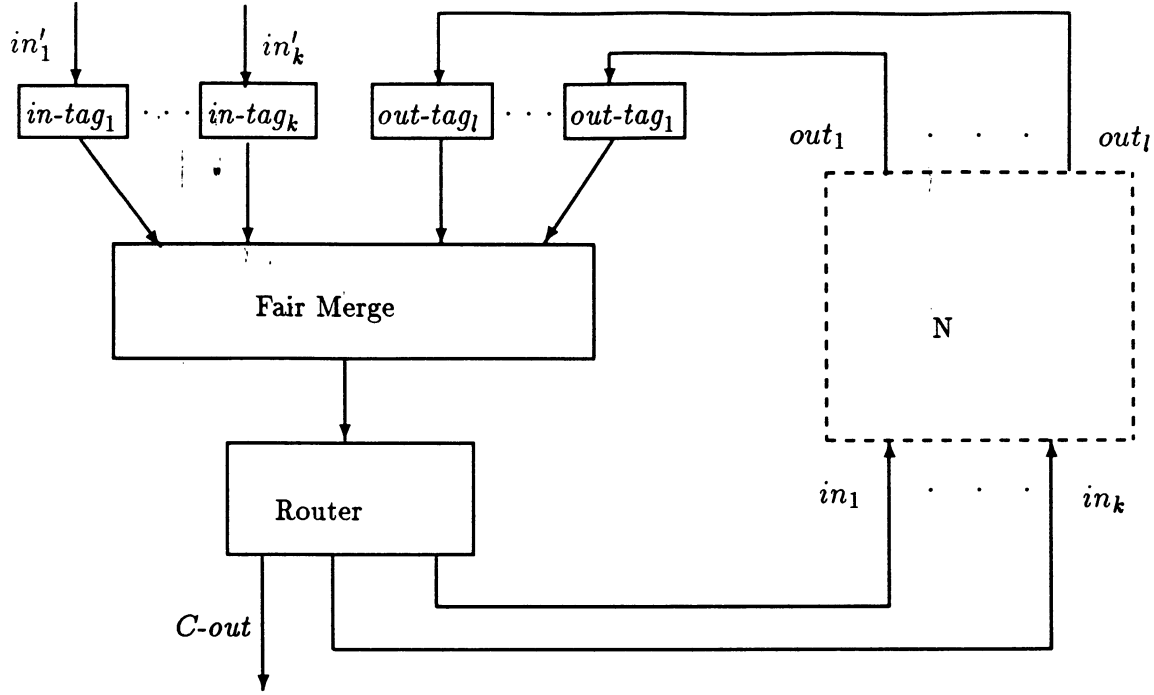 in′₁
in′ₖ
in-tag₁ · · · in-tagₖ
out-tagₗ · · · out-tag₁
out₁ · · · outₗ
Fair Merge
N
Router
in₁ · · · inₖ
C-out